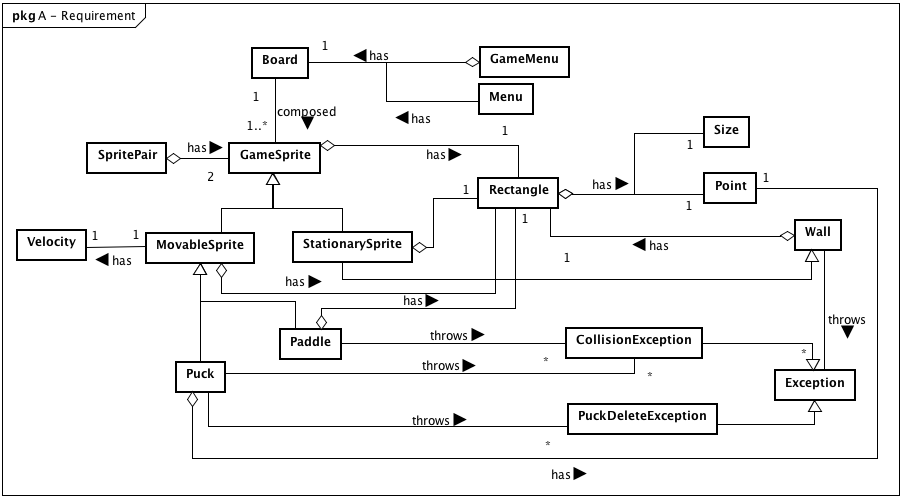 pkg A - Requirement
Board
1
has
GameMenu
Menu
has
1
composed
1..*
1
SpritePair
has
2
GameSprite
has
Size
1
Rectangle
1
has
Point
1
1
Velocity
1
has
1
MovableSprite
StationarySprite
1
has
Wall
1
has
has
throws
Paddle
throws
*
CollisionException
*
Puck
throws
*
Exception
throws
*
PuckDeleteException
has